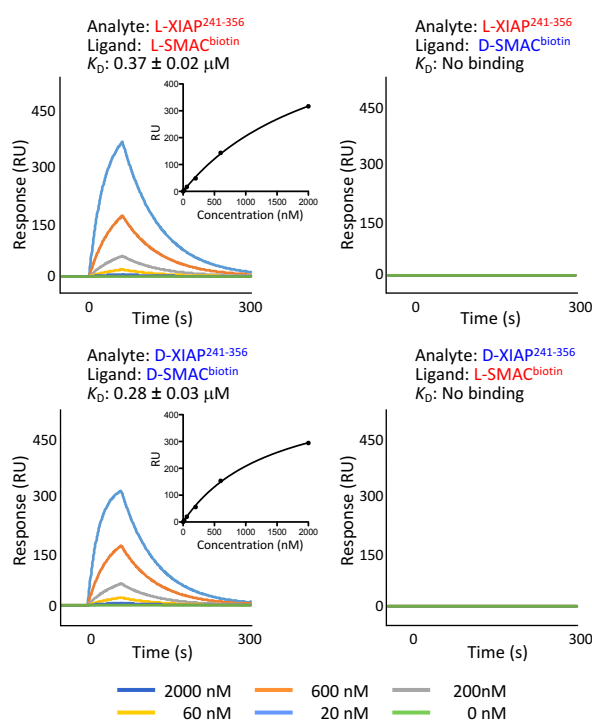 Analyte: L-XIAP241-356
Ligand: L-SMACbiotin
KD: 0.37 ± 0.02 μM
Response (RU)
450
300
150
0
0
300
Time (s)
RU
400
300
200
100
0
0
500
1000
1500
2000
Concentration (nM)
Analyte: L-XIAP241-356
Ligand: D-SMACbiotin
KD: No binding
Response (RU)
450
300
150
0
0
300
Time (s)
Analyte: D-XIAP241-356
Ligand: D-SMACbiotin
KD: 0.28 ± 0.03 μM
Response (RU)
450
300
150
0
0
300
Time (s)
RU
400
300
200
100
0
0
500
1000
1500
2000
Concentration (nM)
Analyte: D-XIAP241-356
Ligand: L-SMACbiotin
KD: No binding
Response (RU)
450
300
150
0
0
300
Time (s)
2000 nM
600 nM
200nM
60 nM
20 nM
0 nM